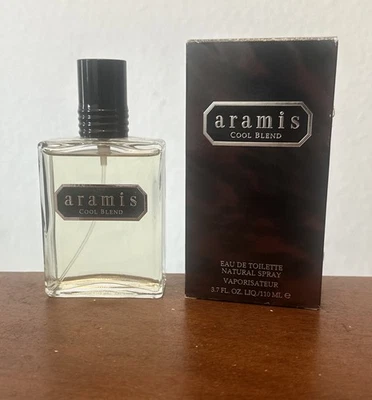 aramis
COOL BLEND
aramis
COOL BLEND
EAU DE TOILETTE
NATURAL SPRAY
VAPORISATEUR
3.7 FL. OZ. LIQ./110 ML ℮